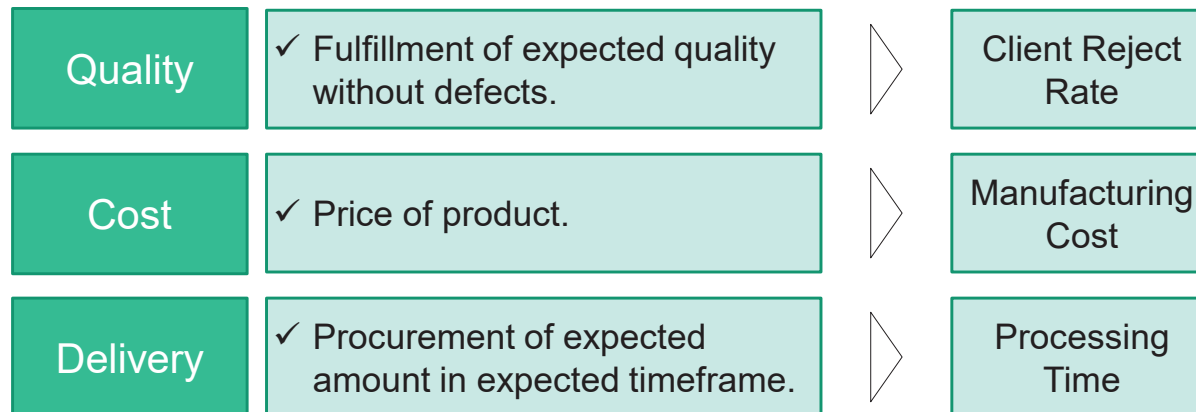 Quality
✓ Fulfillment of expected quality
without defects.
Client Reject
Rate
Cost
✓ Price of product.
Manufacturing
Cost
Delivery
✓ Procurement of expected
amount in expected timeframe.
Processing
Time